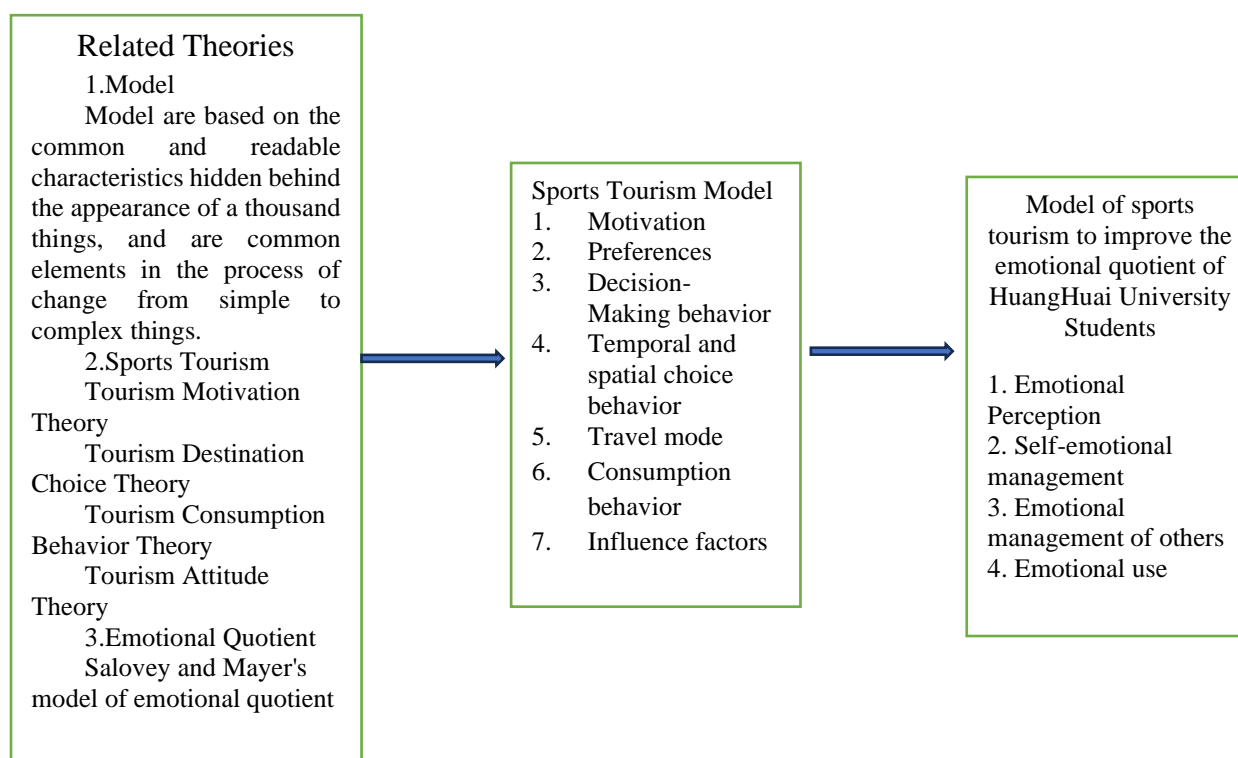 Related Theories
1.Model
Model are based on the
common and readable
characteristics hidden behind
the appearance of a thousand
things, and are common
elements in the process of
change from simple to
complex things.
2.Sports Tourism
Tourism Motivation
Theory
Tourism Destination
Choice Theory
Tourism Consumption
Behavior Theory
Tourism Attitude
Theory
3.Emotional Quotient
Salovey and Mayer's
model of emotional quotient
Sports Tourism Model
1. Motivation
2. Preferences
3. Decision-
Making behavior
4. Temporal and
spatial choice
behavior
5. Travel mode
6. Consumption
behavior
7. Influence factors
Model of sports
tourism to improve the
emotional quotient of
HuangHuai University
Students
1. Emotional
Perception
2. Self-emotional
management
3. Emotional
management of others
4. Emotional use